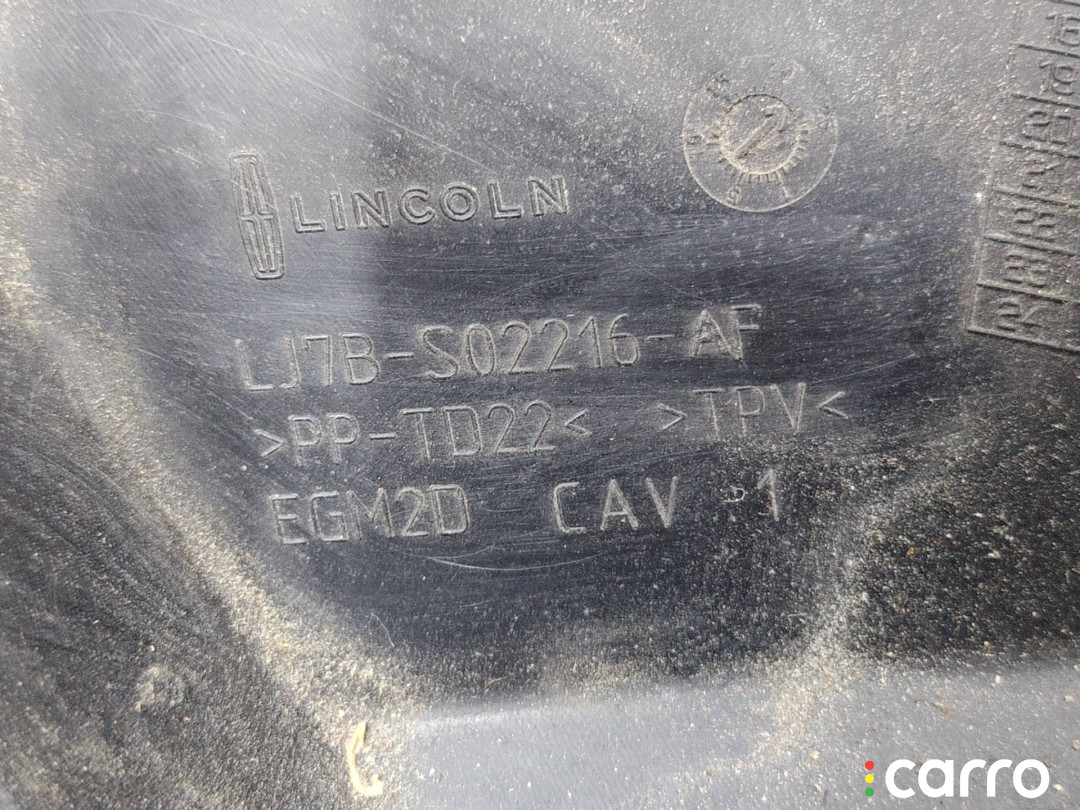 LINCOLN
LJ7B-S02216-AF
>PP-TD22< >TPV<
EGM2D CAV -1
carro.